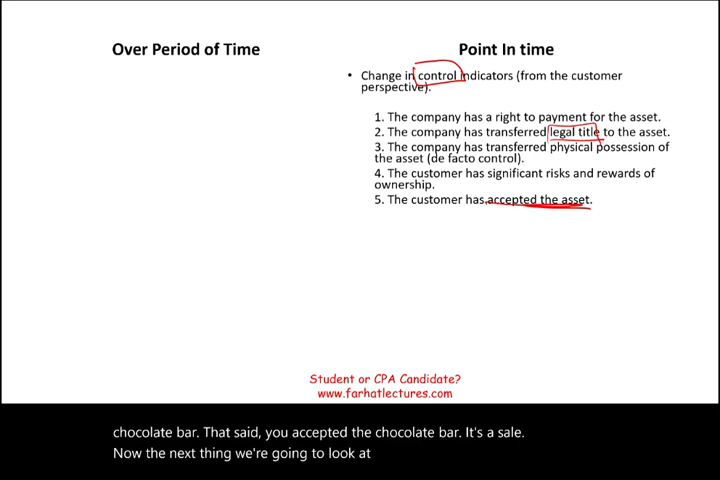 Over Period of Time
Point In time
• Change in control indicators (from the customer
perspective).
1. The company has a right to payment for the asset.
2. The company has transferred legal title to the asset.
3. The company has transferred physical possession of
the asset (de facto control).
4. The customer has significant risks and rewards of
ownership.
5. The customer has accepted the asset.
Student or CPA Candidate?
www.farhatlectures.com
chocolate bar. That said, you accepted the chocolate bar. It's a sale.
Now the next thing we're going to look at